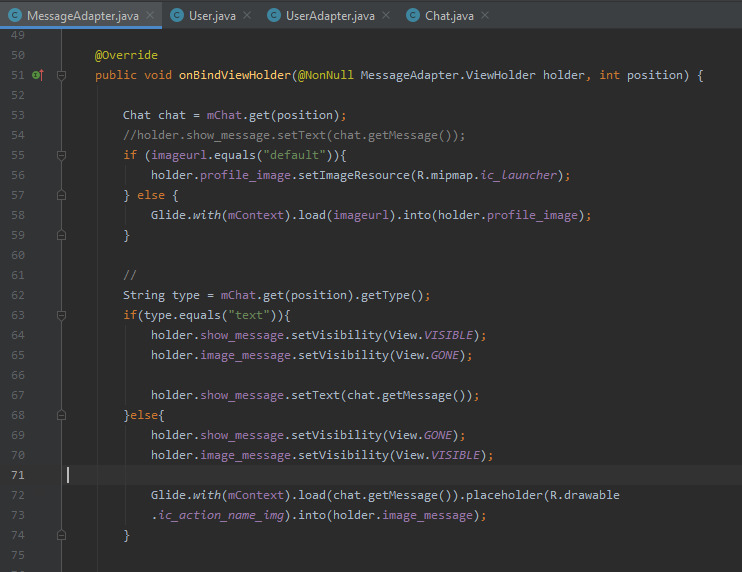 MessageAdapter.java User.java UserAdapter.java Chat.java
49
50 @Override
51 public void onBindViewHolder(@NonNull MessageAdapter.ViewHolder holder, int position) {
52
53 Chat chat = mChat.get(position);
54 //holder.show_message.setText(chat.getMessage());
55 if (imageurl.equals("default")){
56 holder.profile_image.setImageResource(R.mipmap.ic_launcher);
57 } else {
58 Glide.with(mContext).load(imageurl).into(holder.profile_image);
59 }
60
61 //
62 String type = mChat.get(position).getType();
63 if(type.equals("text")){
64 holder.show_message.setVisibility(View.VISIBLE);
65 holder.image_message.setVisibility(View.GONE);
66
67 holder.show_message.setText(chat.getMessage());
68 }else{
69 holder.show_message.setVisibility(View.GONE);
70 holder.image_message.setVisibility(View.VISIBLE);
71
72 Glide.with(mContext).load(chat.getMessage()).placeholder(R.drawable
73 .ic_action_name_img).into(holder.image_message);
74 }
75